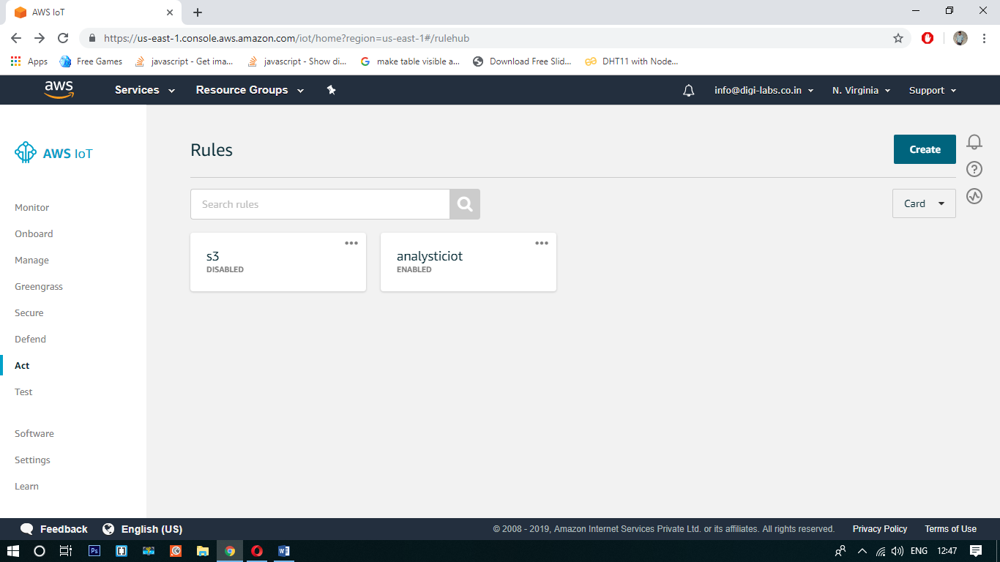 AWS IoT
https://us-east-1.console.aws.amazon.com/iot/home?region=us-east-1#/rulehub
Apps Free Games javascript - Get ima... javascript - Show di... make table visible a... Download Free Slid... DHT11 with Node...
aws Services Resource Groups info@digi-labs.co.in N. Virginia Support
AWS IoT
Monitor
Onboard
Manage
Greengrass
Secure
Defend
Act
Test
Software
Settings
Learn
Rules
Create
Search rules
Card
s3
DISABLED
analysticiot
ENABLED
Feedback English (US) © 2008 - 2019, Amazon Internet Services Private Ltd. or its affiliates. All rights reserved. Privacy Policy Terms of Use
Ps ENG 12:47